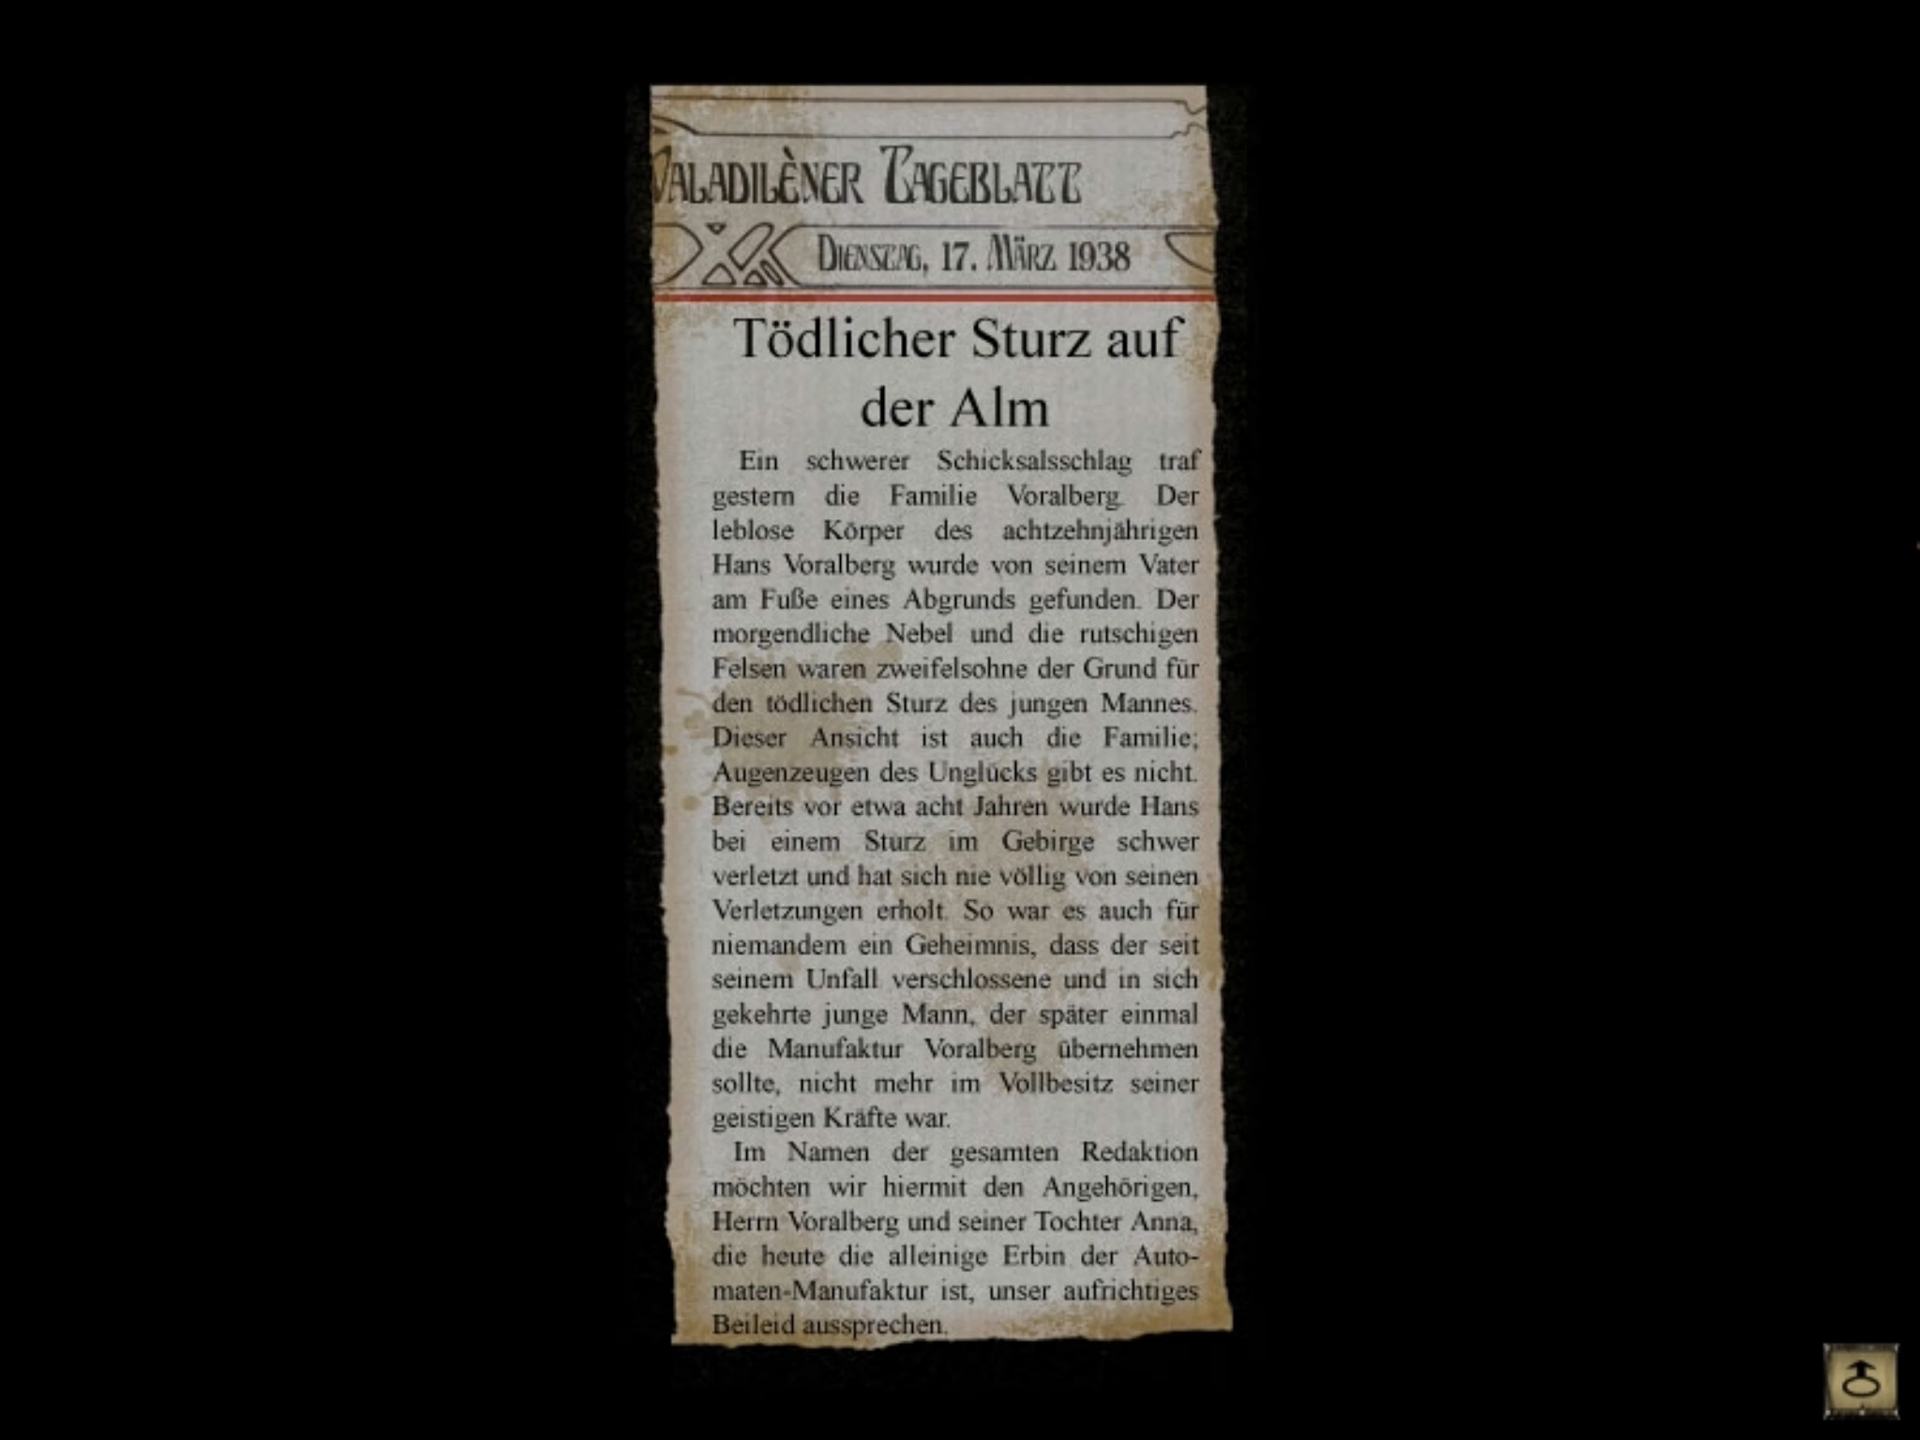 VALADILÈNER TAGEBLATT
DIENSTAG, 17. MÄRZ 1938
Tödlicher Sturz auf
der Alm
Ein schwerer Schicksalsschlag traf
gestern die Familie Voralberg. Der
leblose Körper des achtzehnjährigen
Hans Voralberg wurde von seinem Vater
am Fuße eines Abgrunds gefunden. Der
morgendliche Nebel und die rutschigen
Felsen waren zweifelsohne der Grund für
den tödlichen Sturz des jungen Mannes.
Dieser Ansicht ist auch die Familie;
Augenzeugen des Unglücks gibt es nicht.
Bereits vor etwa acht Jahren wurde Hans
bei einem Sturz im Gebirge schwer
verletzt und hat sich nie völlig von seinen
Verletzungen erholt. So war es auch für
niemandem ein Geheimnis, dass der seit
seinem Unfall verschlossene und in sich
gekehrte junge Mann, der später einmal
die Manufaktur Voralberg übernehmen
sollte, nicht mehr im Vollbesitz seiner
geistigen Kräfte war.
Im Namen der gesamten Redaktion
möchten wir hiermit den Angehörigen,
Herrn Voralberg und seiner Tochter Anna,
die heute die alleinige Erbin der Auto-
maten-Manufaktur ist, unser aufrichtiges
Beileid aussprechen.